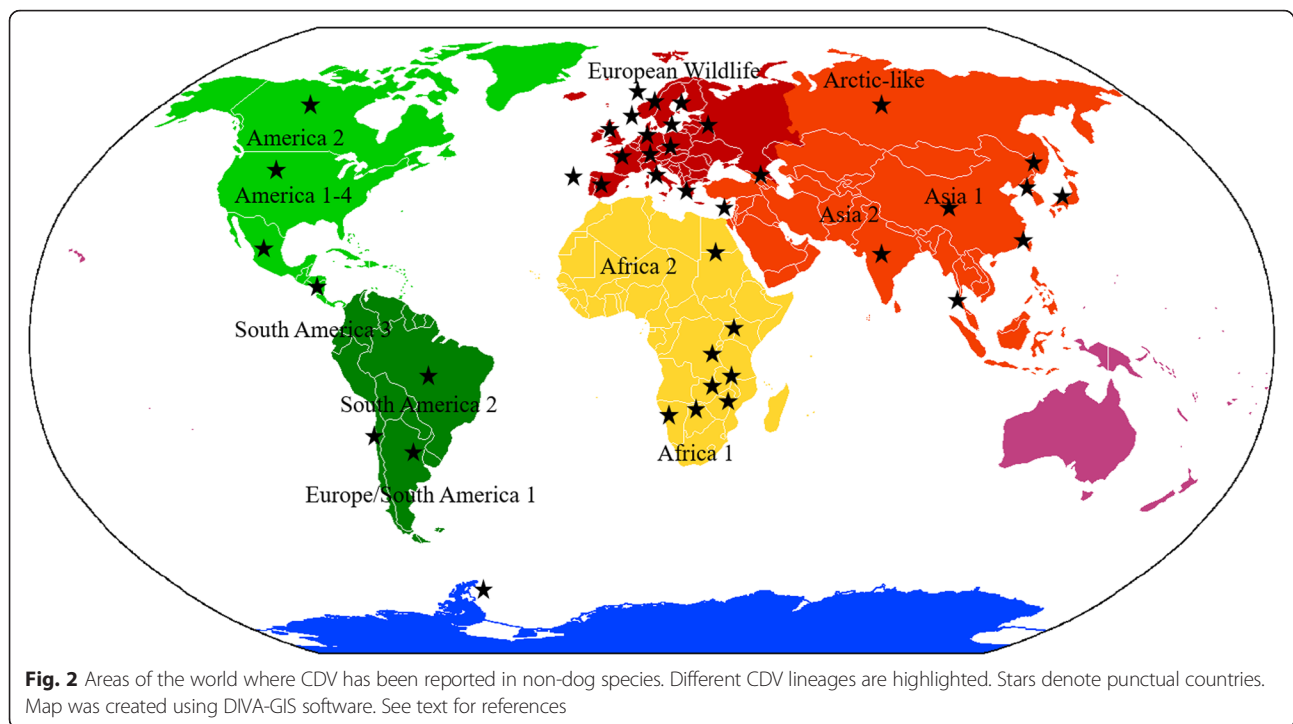 European Wildlife
Arctic-like
America 2
America 1-4
Asia 1
Asia 2
Africa 2
South America 3
South America 2
Africa 1
Europe/South America 1
Fig. 2 Areas of the world where CDV has been reported in non-dog species. Different CDV lineages are highlighted. Stars denote punctual countries.
Map was created using DIVA-GIS software. See text for references